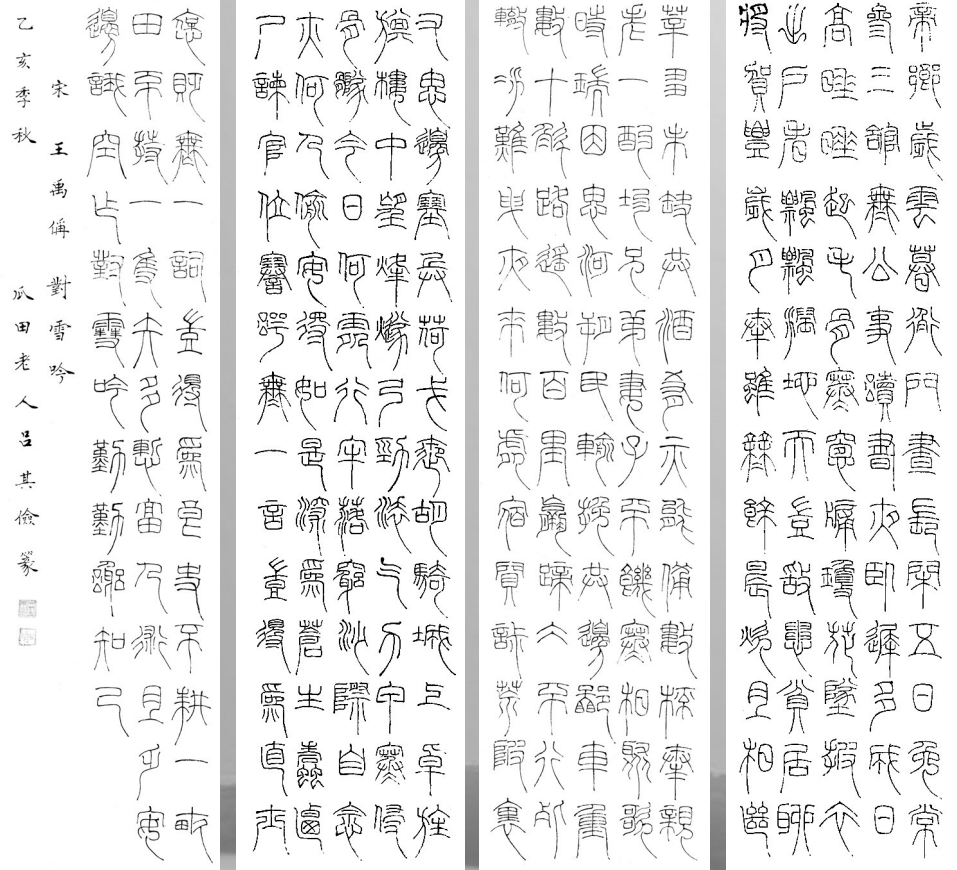 帝鄉歲雲暮衡門晝長閉五日免常
參三館無公事讀書夜臥遲多成日
高睡睡起毛骨寒窗牖瓊花墜披衣
出戶看飄飄滿地天豈敢患貧居聊
將賀豐歲月奉雖無餘晨炊且相繼
薪芻未缺供酒肴亦能備數杯奉親
老一酌均兄弟妻子不饑寒相聚歌
時瑞因思河朔民輸挽供邊鄙車重
數十斛路遙數百里羸蹄凍不行死
轍冰難曳夜來何處宿闃寂荒陂裏
又思邊塞兵荷戈禦胡騎城上卓旌
旗樓中望烽燧弓勁添氣力甲寒侵
骨髓今日何處行牢落窮沙際自念
亦何人偷安得如是深為蒼生蠹仍
尸諫官位謇諤無一言豈得為直士
褒貶無一詞豈得為良史不耕一畝
田不持一隻矢多慚富人術且乏安
邊議空作對雪吟勤勤謝知己
宋 王禹偁 對雪吟
乙亥季秋 瓜田老人呂其儉篆